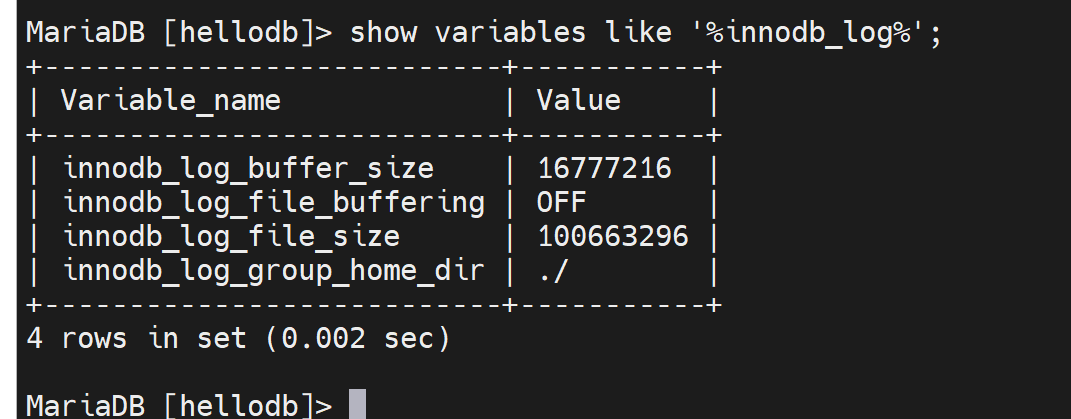 MariaDB [hellodb]> show variables like '%innodb_log%';
+---------------------------+-----------+
| Variable_name             | Value     |
+---------------------------+-----------+
| innodb_log_buffer_size    | 16777216  |
| innodb_log_file_buffering | OFF       |
| innodb_log_file_size      | 100663296 |
| innodb_log_group_home_dir | ./        |
+---------------------------+-----------+
4 rows in set (0.002 sec)
MariaDB [hellodb]>